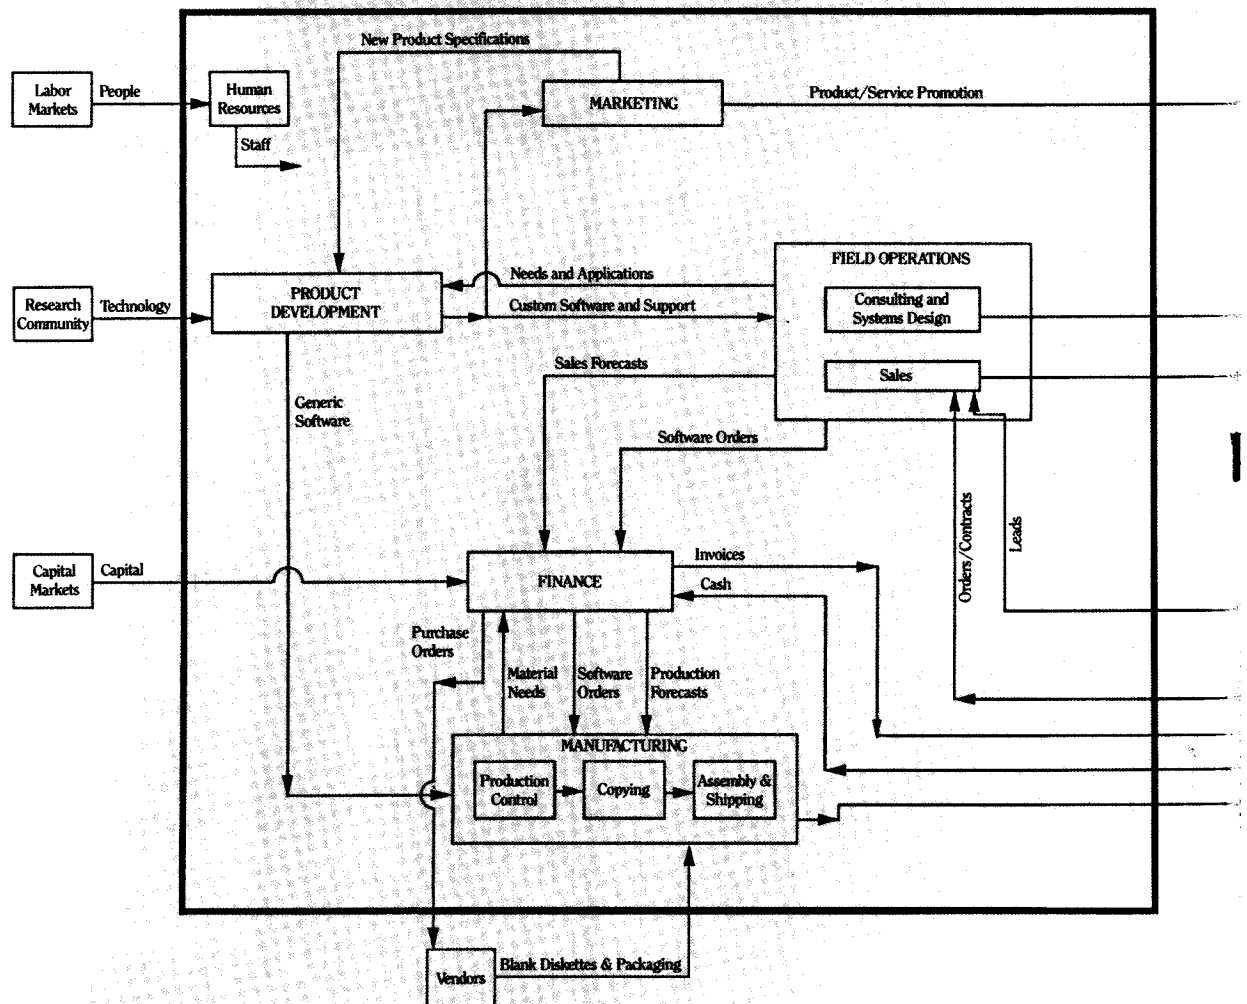 New Product Specifications
Labor
Markets
People
Human
Resources
Staff
MARKETING
Product/Service Promotion
FIELD OPERATIONS
Research
Community
Technology
PRODUCT
DEVELOPMENT
Needs and Applications
Custom Software and Support
Consulting and
Systems Design
Sales Forecasts
Sales
Generic
Software
Software Orders
Orders/Contracts
Leads
Capital
Markets
Capital
FINANCE
Invoices
Cash
Purchase
Orders
Material
Needs
Software
Orders
Production
Forecasts
MANUFACTURING
Production
Control
Copying
Assembly &
Shipping
Vendors
Blank Diskettes & Packaging